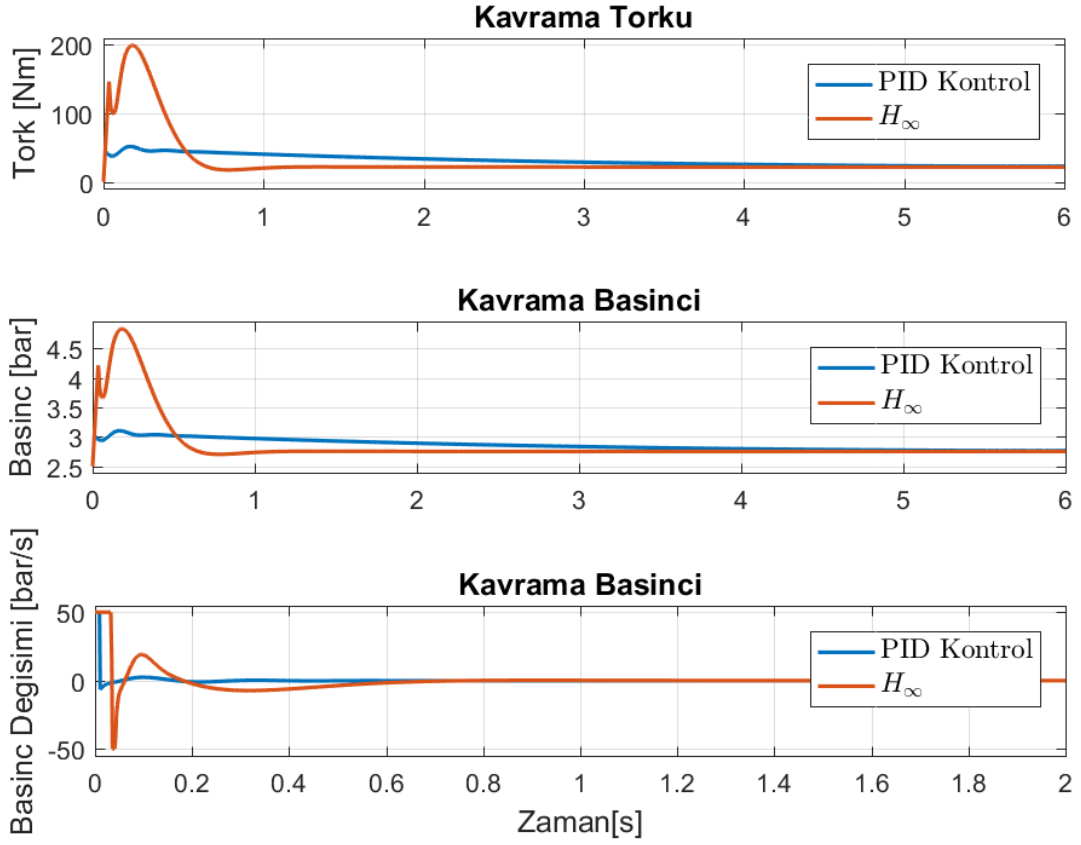 Kavrama Torku
Tork [Nm]
200
100
0
PID Kontrol
H∞
0 1 2 3 4 5 6
Kavrama Basinci
Basinc [bar]
4.5
4
3.5
3
2.5
PID Kontrol
H∞
0 1 2 3 4 5 6
Kavrama Basinci
Basinc Degisimi [bar/s]
50
0
-50
PID Kontrol
H∞
0 0.2 0.4 0.6 0.8 1 1.2 1.4 1.6 1.8 2
Zaman[s]